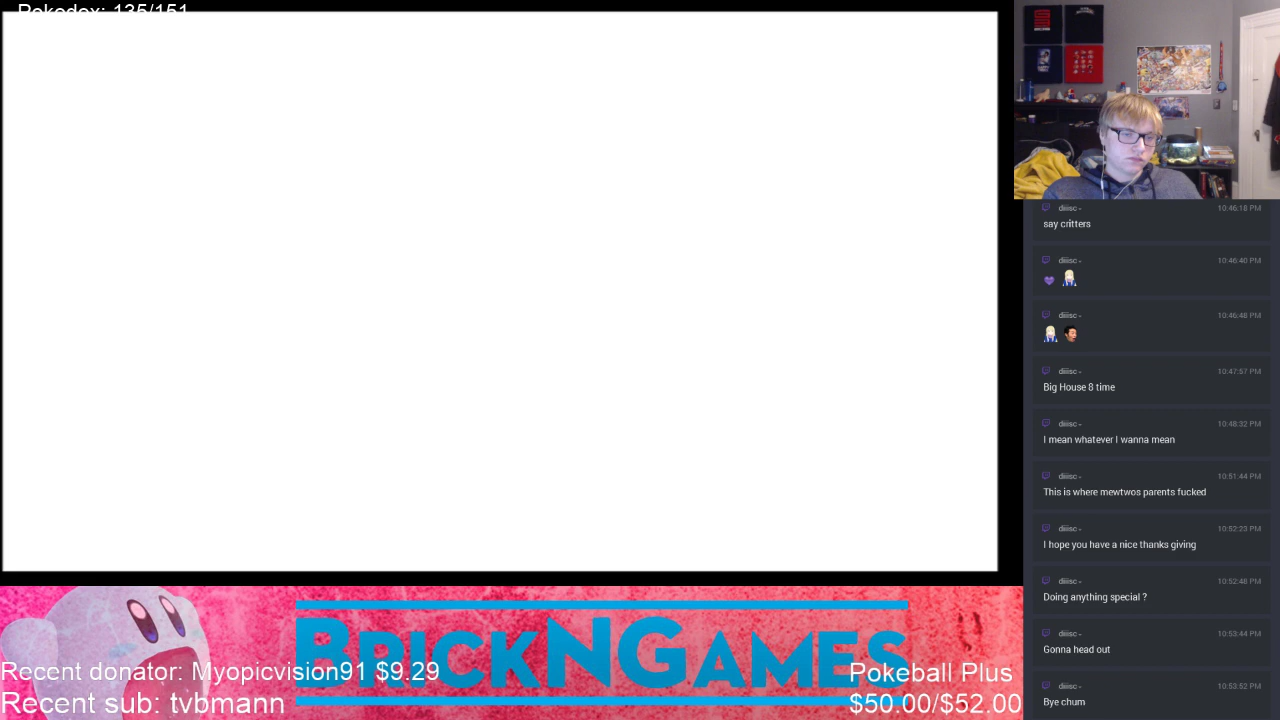 Pokedex: 135/151
diiisc -
10:46:18 PM
say critters
diiisc -
10:46:40 PM
diiisc -
10:46:48 PM
diiisc -
10:47:57 PM
Big House 8 time
diiisc -
10:48:32 PM
I mean whatever I wanna mean
diiisc -
10:51:44 PM
This is where mewtwos parents fucked
diiisc -
10:52:23 PM
I hope you have a nice thanks giving
diiisc -
10:52:48 PM
Doing anything special ?
diiisc -
10:53:44 PM
Gonna head out
diiisc -
10:53:52 PM
Bye chum
BRICKNGAMES
Recent donator: Myopicvision91 $9.29
Recent sub: tvbmann
Pokeball Plus
$50.00/$52.00